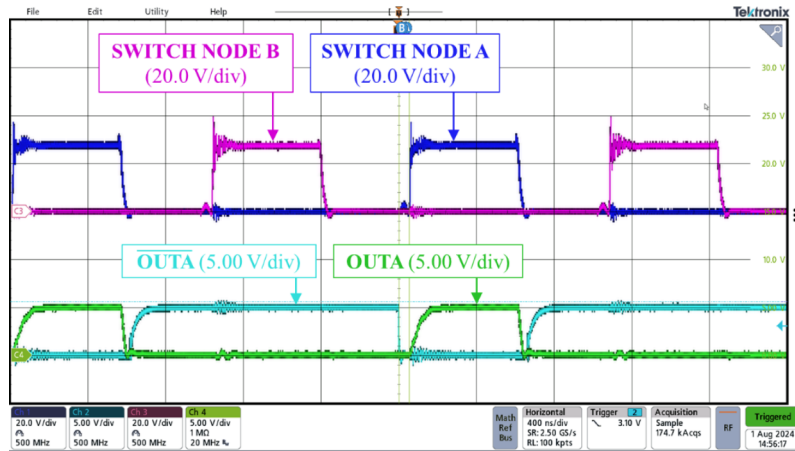 File Edit Utility Help
Tektronix
SWITCH NODE B
(20.0 V/div)
SWITCH NODE A
(20.0 V/div)
30.0 V
25.0 V
20.0 V
C3
10.0 V
OUTA (5.00 V/div)
OUTA (5.00 V/div)
C4
Ch 1
20.0 V/div
500 MHz
Ch 2
5.00 V/div
500 MHz
Ch 3
20.0 V/div
500 MHz
Ch 4
5.00 V/div
1 MΩ
20 MHz
Math
Ref
Bus
Horizontal
400 ns/div
SR: 2.50 GS/s
RL: 100 kpts
Trigger 2
3.10 V
Acquisition
Sample
174.7 kAcqs
RF
Triggered
1 Aug 2024
14:56:17